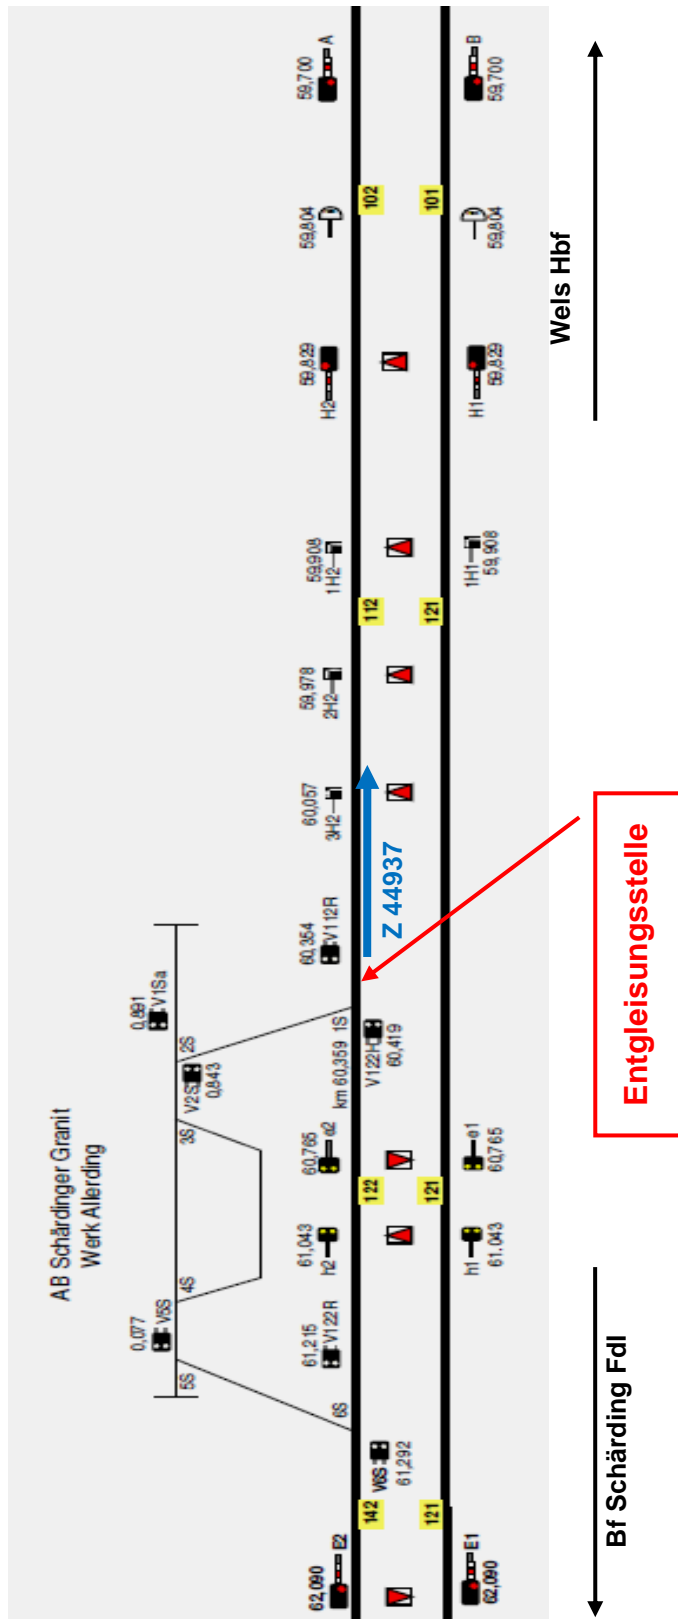 AB Schärdinger Granit
Werk Allerding
0,077
V5S
0,891
V1Sa
5S
4S
3S
2S
V2S
0,843
62,090
E2
6S
61,215
V122R
61,043
h2
60,765
e2
km 60,359
1S
60,354
V112R
60,057
3H2
59,978
2H2
59,908
1H2
59,829
H2
59,804
59,700
A
142
V6S
61,292
122
V122H
60,419
Z 44937
112
102
121
121
121
101
62,090
E1
h1
61,043
e1
60,765
1H1
59,908
H1
59,829
59,804
B
59,700
Bf Schärding Fdl
Wels Hbf
Entgleisungsstelle